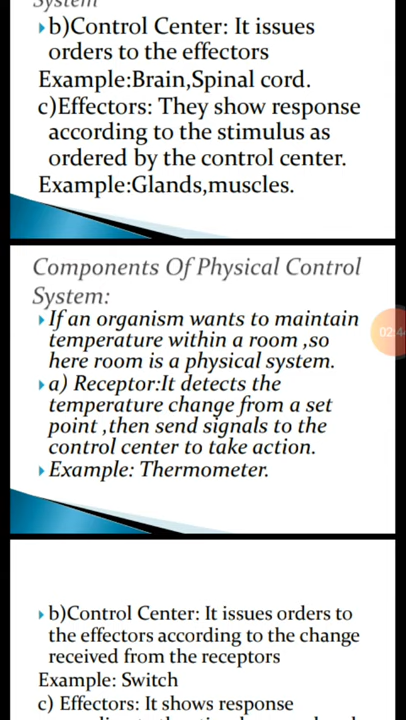 System
b)Control Center: It issues
orders to the effectors
Example:Brain,Spinal cord.
c)Effectors: They show response
according to the stimulus as
ordered by the control center.
Example:Glands,muscles.
Components Of Physical Control
System:
If an organism wants to maintain
temperature within a room ,so
here room is a physical system.
a) Receptor:It detects the
temperature change from a set
point ,then send signals to the
control center to take action.
Example: Thermometer.
b)Control Center: It issues orders to
the effectors according to the change
received from the receptors
Example: Switch
c) Effectors: It shows response